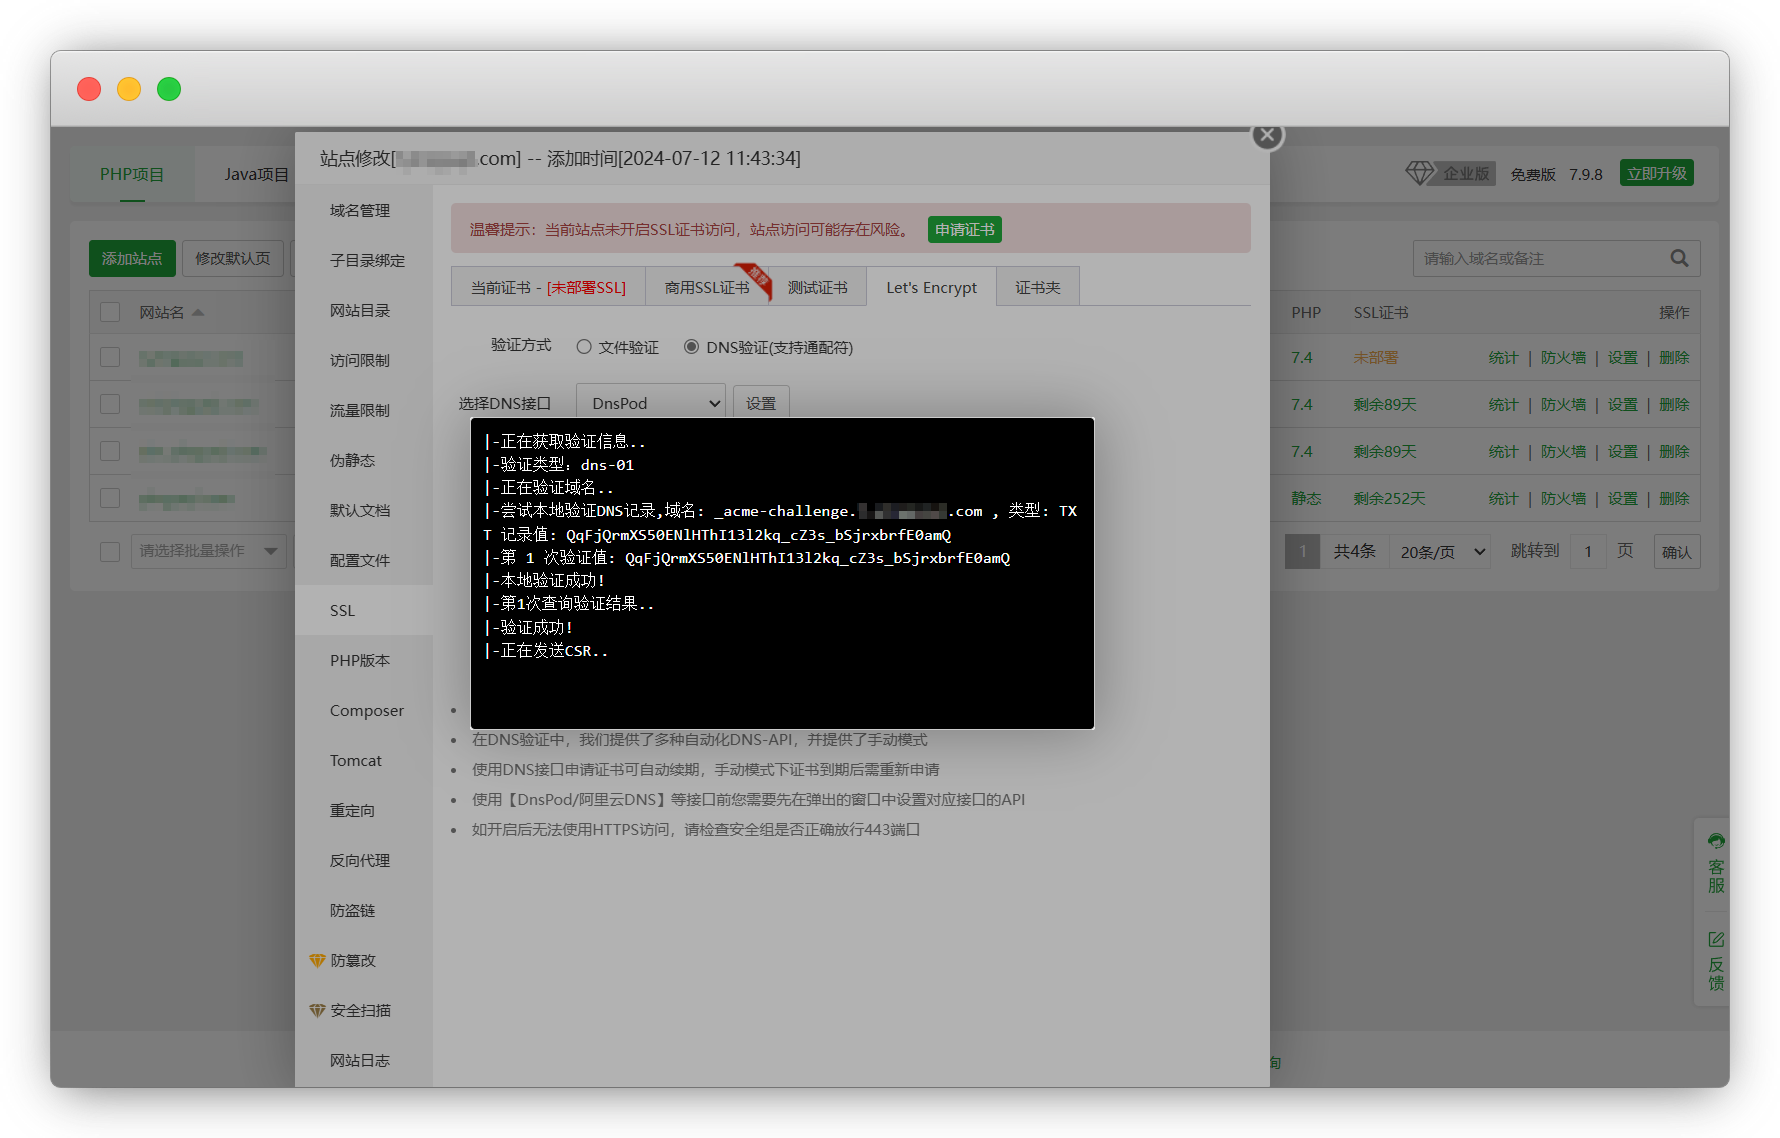 站点修改[.com] -- 添加时间[2024-07-12 11:43:34]
PHP项目
Java项目
企业版
免费版 7.9.8
立即升级
域名管理
子目录绑定
网站目录
访问限制
流量限制
伪静态
默认文档
配置文件
SSL
PHP版本
Composer
Tomcat
重定向
反向代理
防盗链
防篡改
安全扫描
网站日志
添加站点
修改默认页
网站名
请选择批量操作
温馨提示：当前站点未开启SSL证书访问，站点访问可能存在风险。
申请证书
当前证书 - [未部署SSL]
商用SSL证书
推荐
测试证书
Let's Encrypt
证书夹
验证方式
文件验证
DNS验证(支持通配符)
选择DNS接口
DnsPod
设置
|-正在获取验证信息..
|-验证类型：dns-01
|-正在验证域名..
|-尝试本地验证DNS记录,域名: _acme-challenge..com , 类型: TX
T 记录值: QqFjQrmXS50ENlHThI13l2kq_cZ3s_bSjrxbrfE0amQ
|-第 1 次验证值: QqFjQrmXS50ENlHThI13l2kq_cZ3s_bSjrxbrfE0amQ
|-本地验证成功!
|-第1次查询验证结果..
|-验证成功!
|-正在发送CSR..
在DNS验证中，我们提供了多种自动化DNS-API，并提供了手动模式
使用DNS接口申请证书可自动续期，手动模式下证书到期后需重新申请
使用【DnsPod/阿里云DNS】等接口前您需要先在弹出的窗口中设置对应接口的API
如开启后无法使用HTTPS访问，请检查安全组是否正确放行443端口
请输入域名或备注
PHP SSL证书 操作
7.4 未部署 统计 | 防火墙 | 设置 | 删除
7.4 剩余89天 统计 | 防火墙 | 设置 | 删除
7.4 剩余89天 统计 | 防火墙 | 设置 | 删除
静态 剩余252天 统计 | 防火墙 | 设置 | 删除
1 共4条 20条/页 跳转到 1 页 确认
客服
反馈
询